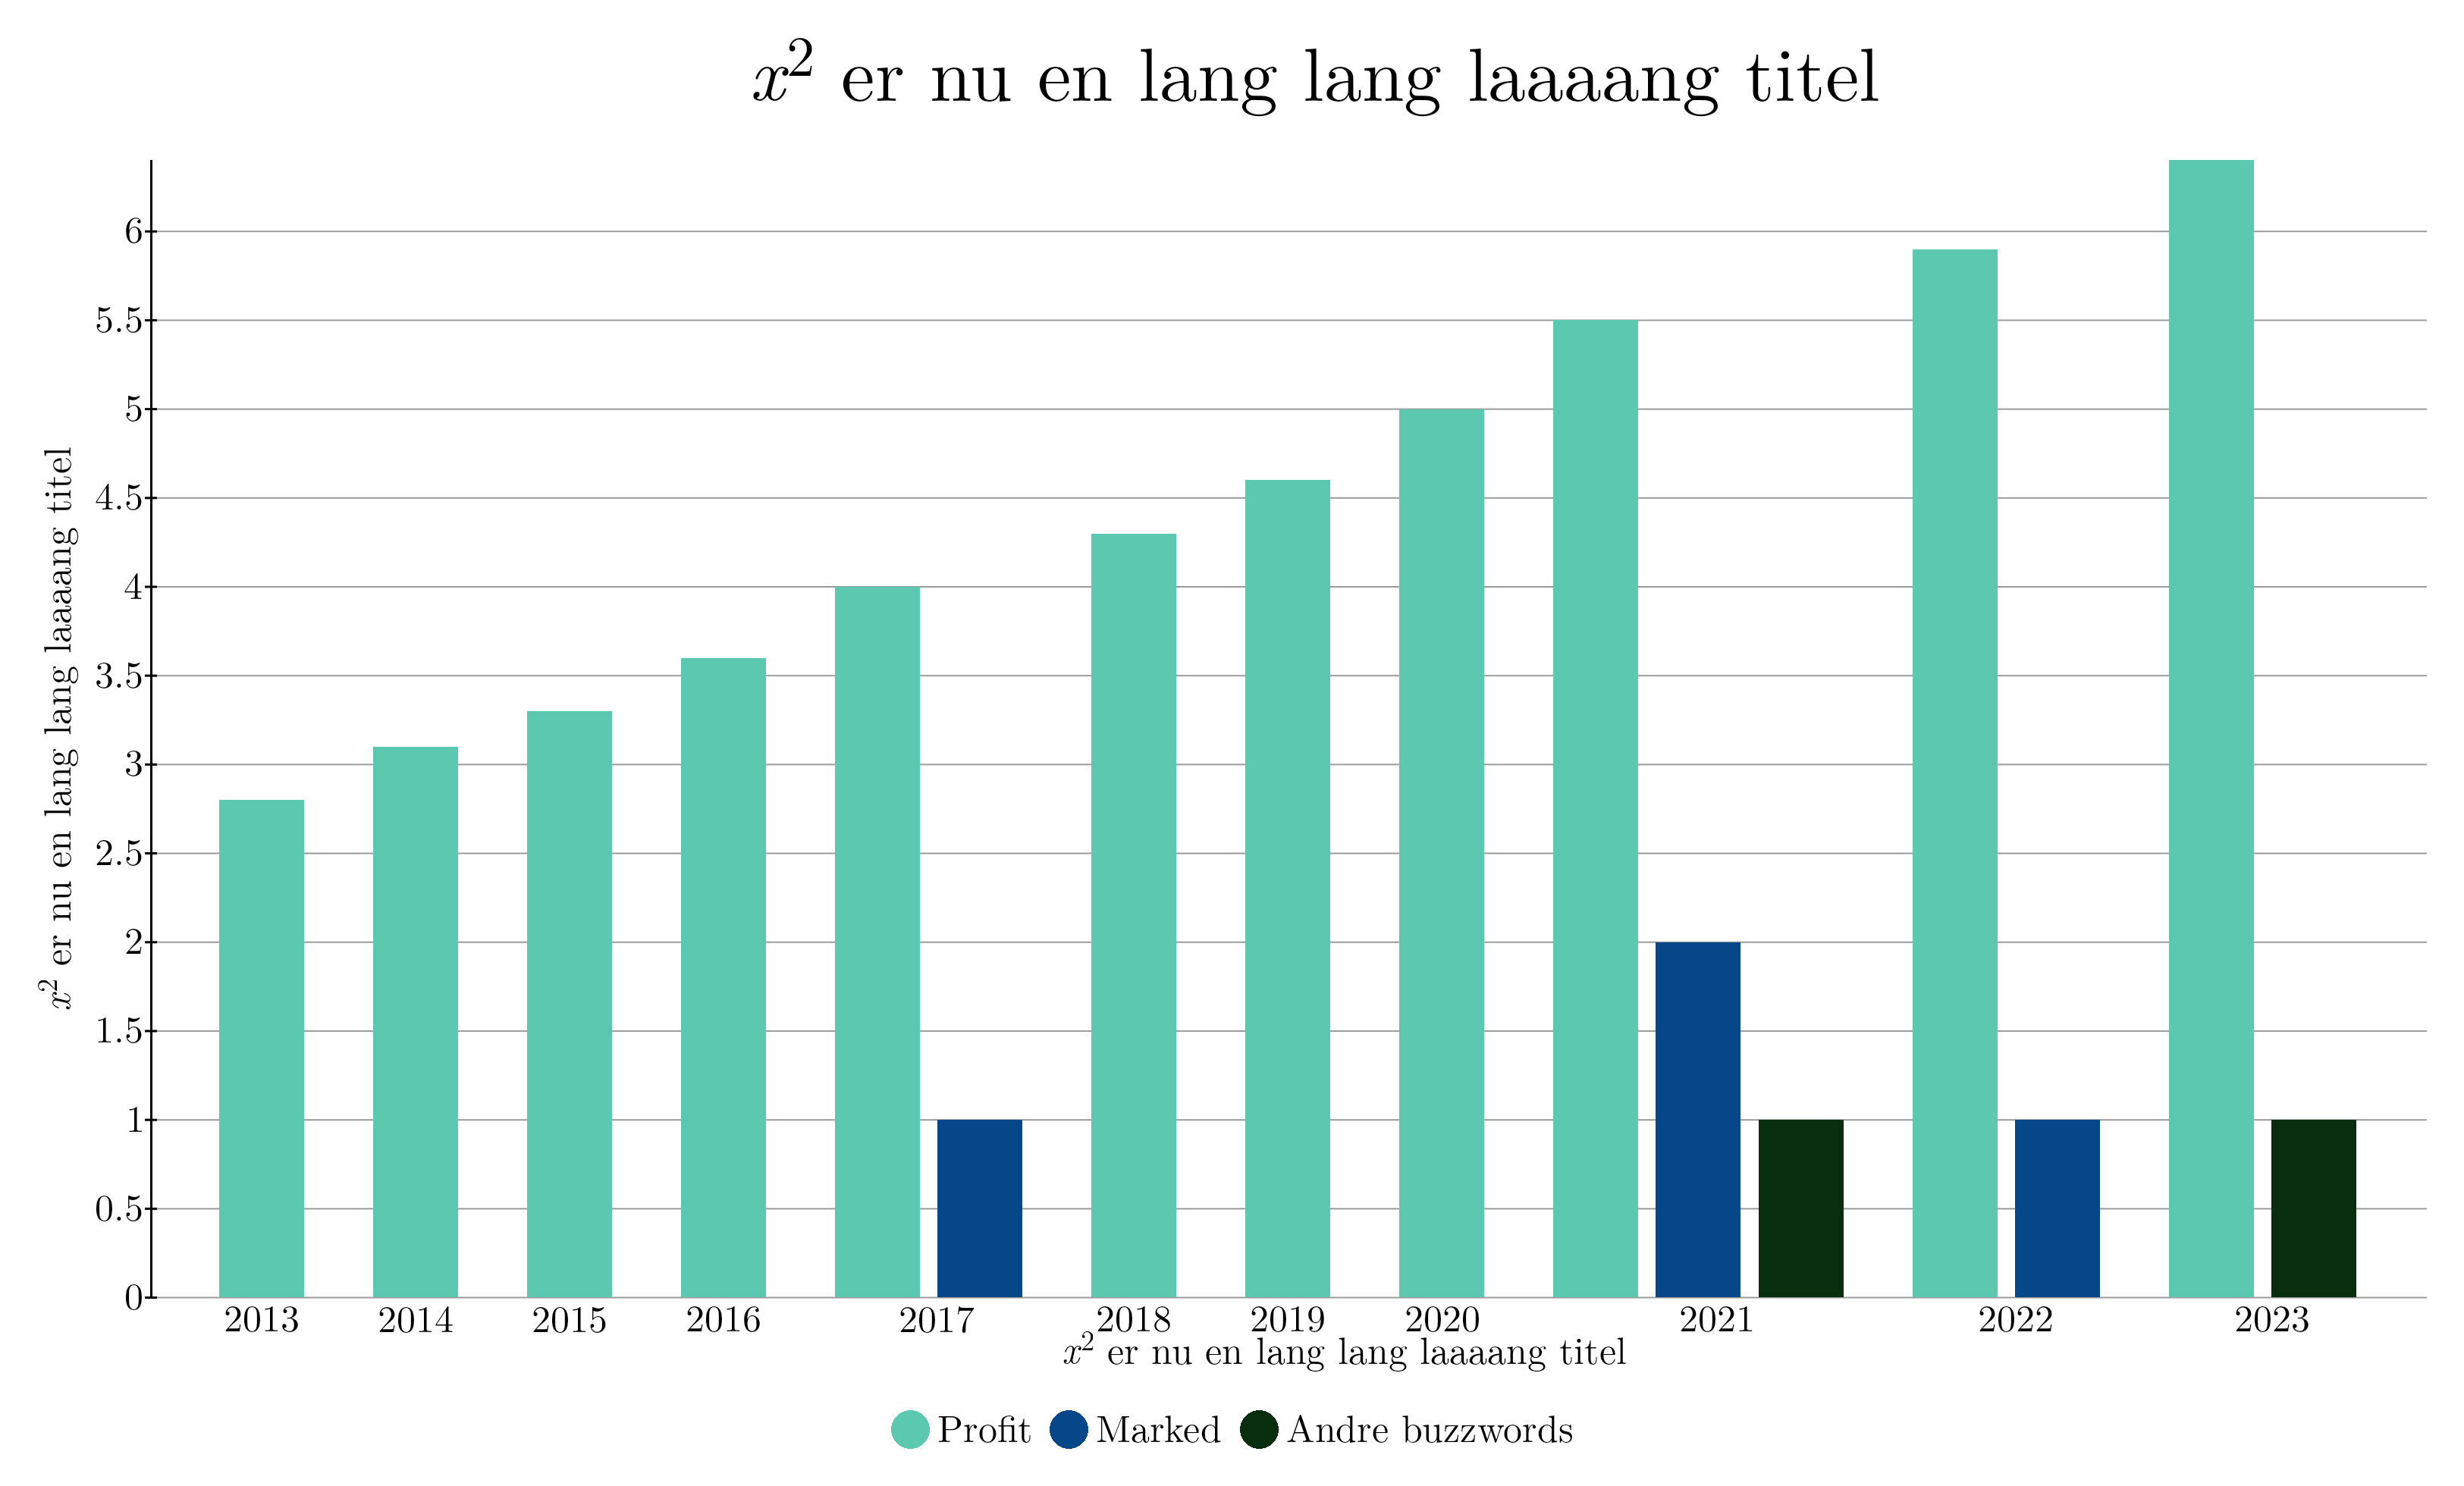 x² er nu en lang lang laaaang titel
x² er nu en lang lang laaaang titel
6
5.5
5
4.5
4
3.5
3
2.5
2
1.5
1
0.5
0
2013 2014 2015 2016 2017 2018 2019 2020 2021 2022 2023
x² er nu en lang lang laaaang titel
Profit Marked Andre buzzwords